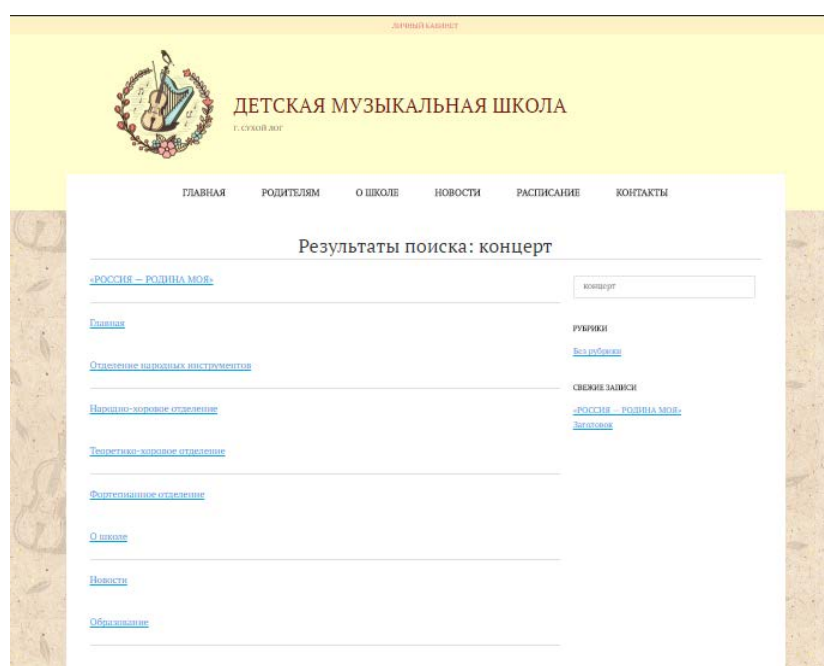 ЛИЧНЫЙ КАБИНЕТ
ДЕТСКАЯ МУЗЫКАЛЬНАЯ ШКОЛА
Г. СУХОЙ ЛОГ
ГЛАВНАЯ РОДИТЕЛЯМ О ШКОЛЕ НОВОСТИ РАСПИСАНИЕ КОНТАКТЫ
Результаты поиска: концерт
«РОССИЯ — РОДИНА МОЯ»
Главная
Отделение народных инструментов
Народно-хоровое отделение
Теоретико-хоровое отделение
Фортепианное отделение
О школе
Новости
Образование
концерт
РУБРИКИ
Без рубрики
СВЕЖИЕ ЗАПИСИ
«РОССИЯ — РОДИНА МОЯ»
Заголовок